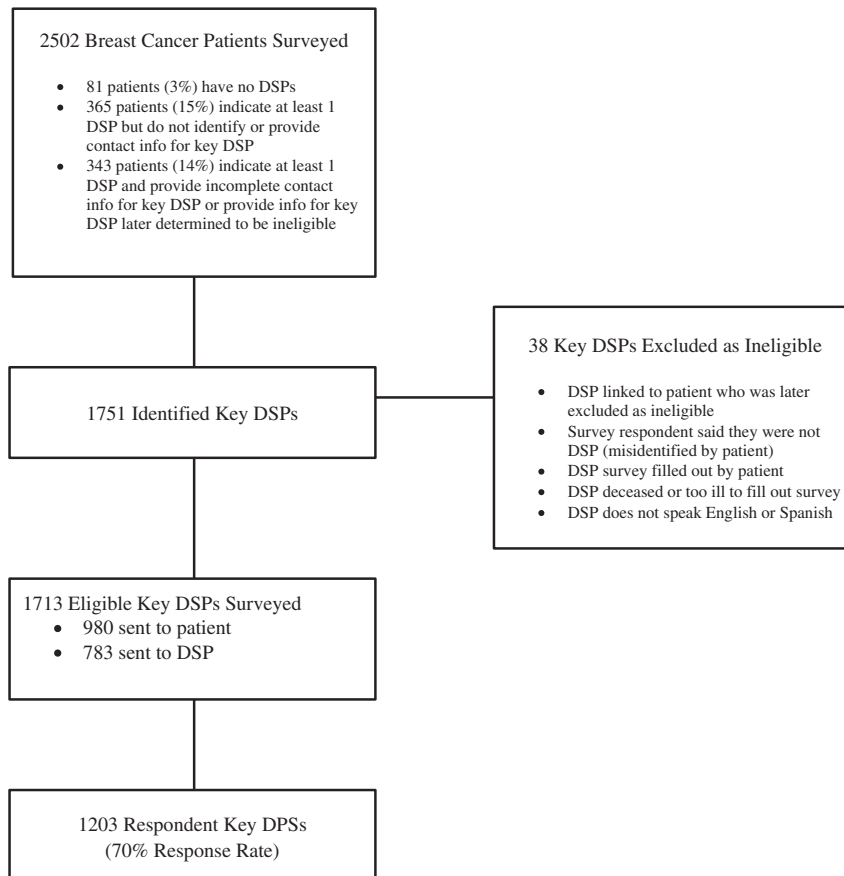 2502 Breast Cancer Patients Surveyed
• 81 patients (3%) have no DSPs
• 365 patients (15%) indicate at least 1
DSP but do not identify or provide
contact info for key DSP
• 343 patients (14%) indicate at least 1
DSP and provide incomplete contact
info for key DSP or provide info for key
DSP later determined to be ineligible
38 Key DSPs Excluded as Ineligible
• DSP linked to patient who was later
excluded as ineligible
• Survey respondent said they were not
DSP (misidentified by patient)
• DSP survey filled out by patient
• DSP deceased or too ill to fill out survey
• DSP does not speak English or Spanish
1751 Identified Key DSPs
1713 Eligible Key DSPs Surveyed
• 980 sent to patient
• 783 sent to DSP
1203 Respondent Key DPSs
(70% Response Rate)